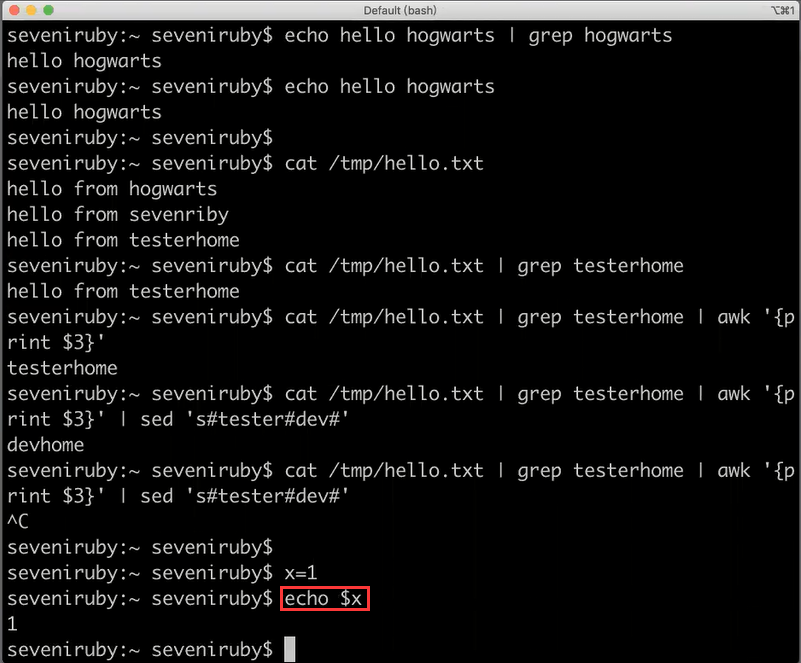 Default (bash)
⌥⌘1
seveniruby:~ seveniruby$ echo hello hogwarts | grep hogwarts
hello hogwarts
seveniruby:~ seveniruby$ echo hello hogwarts
hello hogwarts
seveniruby:~ seveniruby$
seveniruby:~ seveniruby$ cat /tmp/hello.txt
hello from hogwarts
hello from sevenriby
hello from testerhome
seveniruby:~ seveniruby$ cat /tmp/hello.txt | grep testerhome
hello from testerhome
seveniruby:~ seveniruby$ cat /tmp/hello.txt | grep testerhome | awk '{p
rint $3}'
testerhome
seveniruby:~ seveniruby$ cat /tmp/hello.txt | grep testerhome | awk '{p
rint $3}' | sed 's#tester#dev#'
devhome
seveniruby:~ seveniruby$ cat /tmp/hello.txt | grep testerhome | awk '{p
rint $3}' | sed 's#tester#dev#'
^C
seveniruby:~ seveniruby$
seveniruby:~ seveniruby$ x=1
seveniruby:~ seveniruby$ echo $x
1
seveniruby:~ seveniruby$